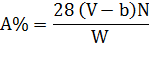 A% = 28 (V − b)N / W